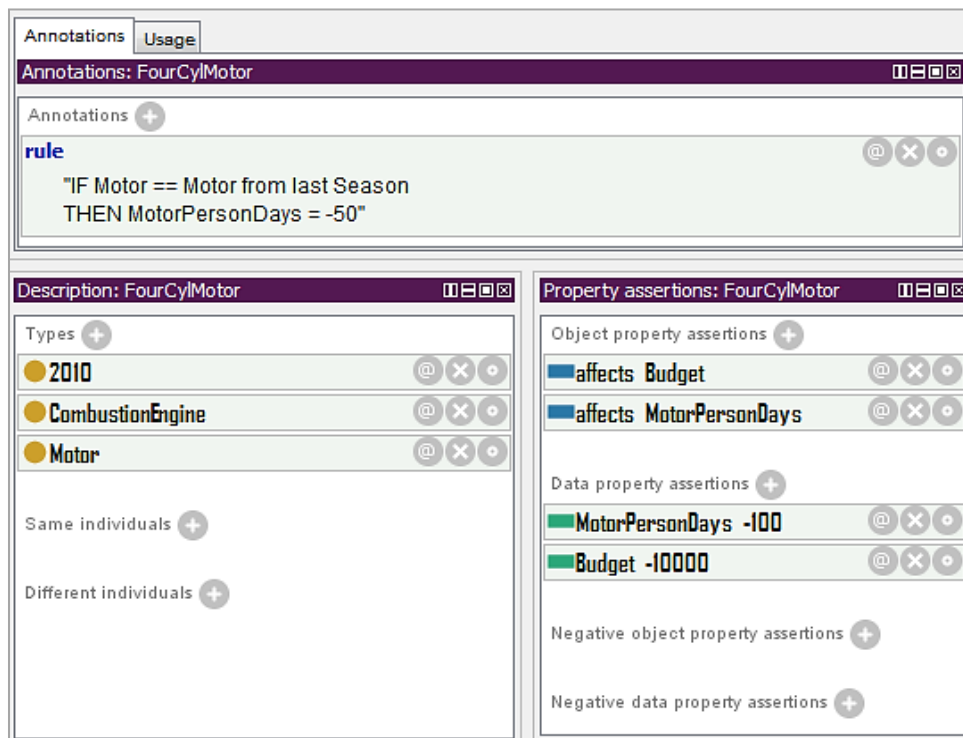 Annotations Usage
Annotations: FourCylMotor
Annotations
rule
"IF Motor == Motor from last Season
THEN MotorPersonDays = -50"
Description: FourCylMotor
Types
2010
CombustionEngine
Motor
Same individuals
Different individuals
Property assertions: FourCylMotor
Object property assertions
affects Budget
affects MotorPersonDays
Data property assertions
MotorPersonDays -100
Budget -10000
Negative object property assertions
Negative data property assertions